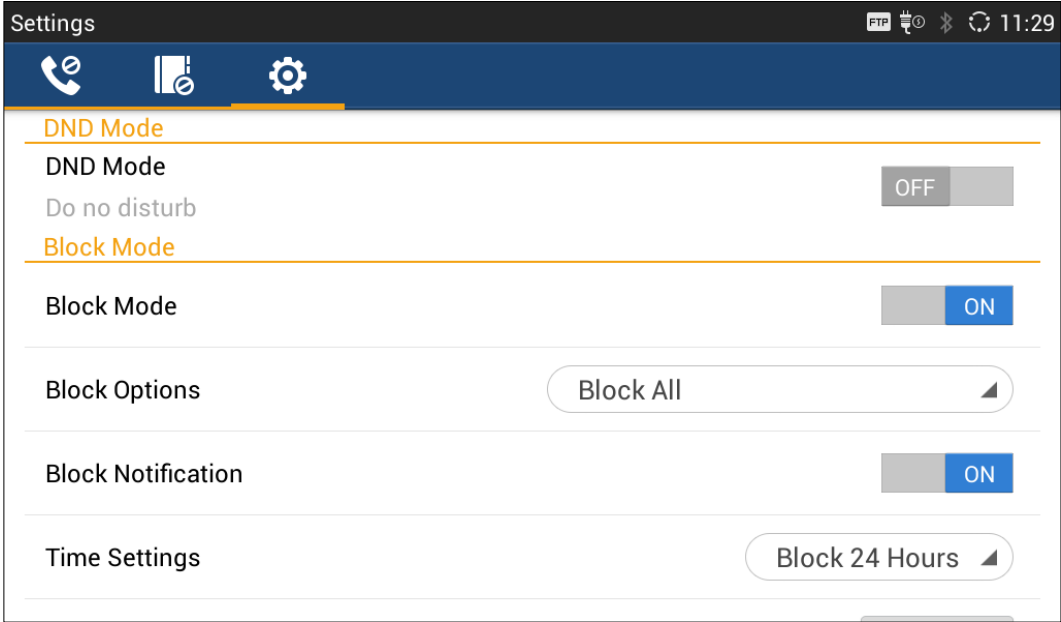 Settings FTP 11:29
DND Mode
DND Mode OFF
Do no disturb
Block Mode
Block Mode ON
Block Options Block All
Block Notification ON
Time Settings Block 24 Hours